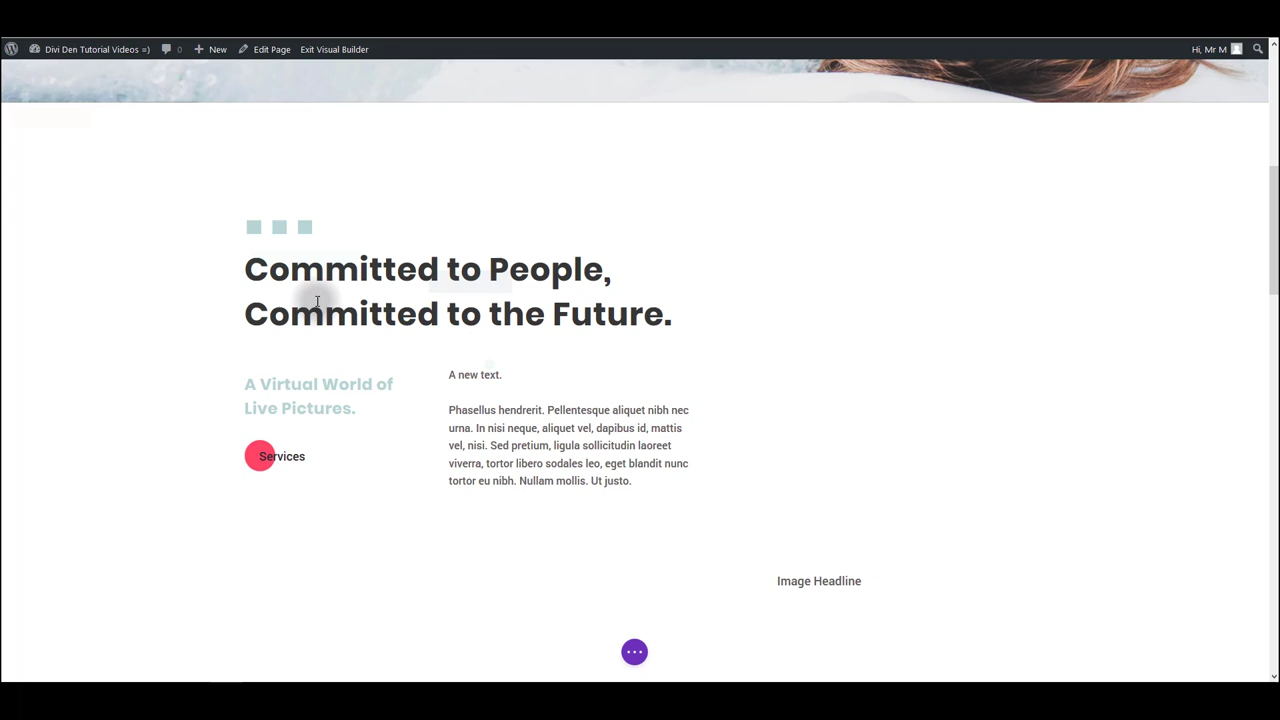 Divi Den Tutorial Videos =) 0 New Edit Page Exit Visual Builder Hi, Mr M
Committed to People,
Committed to the Future.
A Virtual World of
Live Pictures.
Services
A new text.
Phasellus hendrerit. Pellentesque aliquet nibh nec
urna. In nisi neque, aliquet vel, dapibus id, mattis
vel, nisi. Sed pretium, ligula sollicitudin laoreet
viverra, tortor libero sodales leo, eget blandit nunc
tortor eu nibh. Nullam mollis. Ut justo.
Image Headline